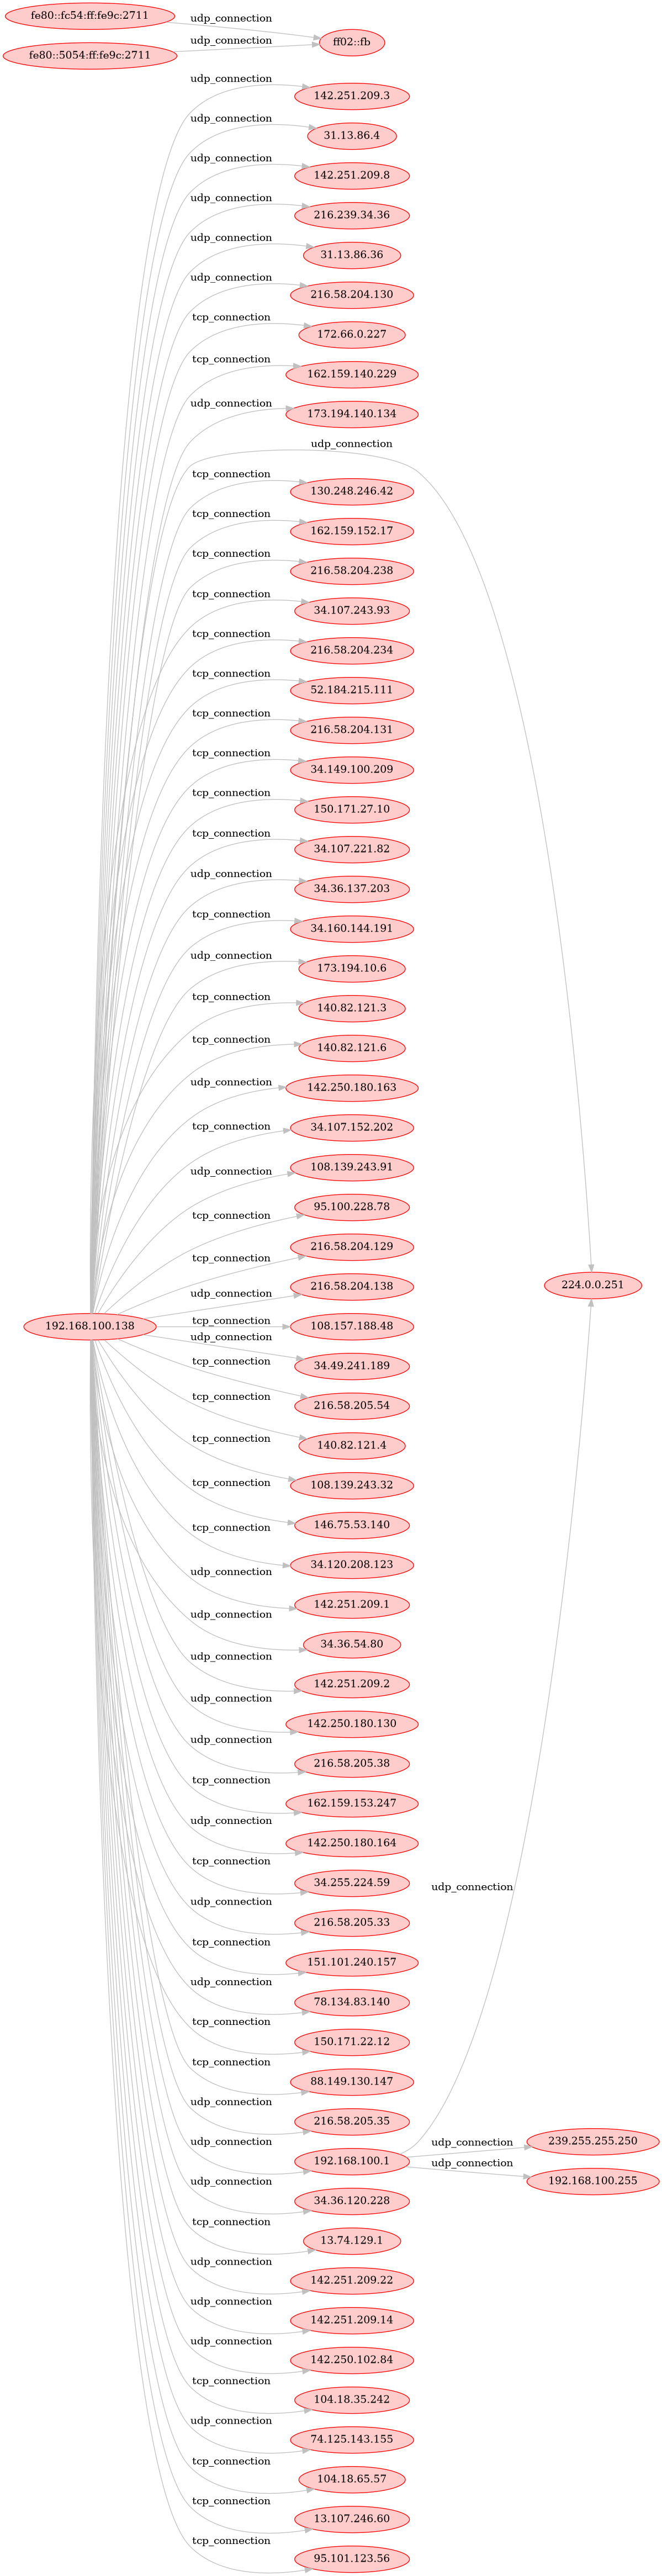 fe80::fc54:ff:fe9c:2711
udp_connection
ff02::fb
fe80::5054:ff:fe9c:2711
udp_connection
udp_connection
142.251.209.3
udp_connection
31.13.86.4
udp_connection
142.251.209.8
udp_connection
216.239.34.36
udp_connection
31.13.86.36
udp_connection
216.58.204.130
tcp_connection
172.66.0.227
tcp_connection
162.159.140.229
udp_connection
173.194.140.134
udp_connection
tcp_connection
130.248.246.42
tcp_connection
162.159.152.17
tcp_connection
216.58.204.238
tcp_connection
34.107.243.93
tcp_connection
216.58.204.234
tcp_connection
52.184.215.111
tcp_connection
216.58.204.131
tcp_connection
34.149.100.209
tcp_connection
150.171.27.10
tcp_connection
34.107.221.82
udp_connection
34.36.137.203
tcp_connection
34.160.144.191
udp_connection
173.194.10.6
tcp_connection
140.82.121.3
tcp_connection
140.82.121.6
udp_connection
142.250.180.163
tcp_connection
34.107.152.202
udp_connection
108.139.243.91
tcp_connection
95.100.228.78
tcp_connection
216.58.204.129
224.0.0.251
udp_connection
216.58.204.138
192.168.100.138
tcp_connection
108.157.188.48
udp_connection
34.49.241.189
tcp_connection
216.58.205.54
tcp_connection
140.82.121.4
tcp_connection
108.139.243.32
tcp_connection
146.75.53.140
tcp_connection
34.120.208.123
udp_connection
142.251.209.1
udp_connection
34.36.54.80
udp_connection
142.251.209.2
udp_connection
142.250.180.130
udp_connection
216.58.205.38
tcp_connection
162.159.153.247
udp_connection
142.250.180.164
tcp_connection
34.255.224.59
udp_connection
udp_connection
216.58.205.33
tcp_connection
151.101.240.157
udp_connection
78.134.83.140
tcp_connection
150.171.22.12
tcp_connection
88.149.130.147
udp_connection
216.58.205.35
udp_connection
192.168.100.1
udp_connection
239.255.255.250
udp_connection
192.168.100.255
udp_connection
34.36.120.228
tcp_connection
13.74.129.1
udp_connection
142.251.209.22
udp_connection
142.251.209.14
udp_connection
142.250.102.84
tcp_connection
104.18.35.242
udp_connection
74.125.143.155
tcp_connection
104.18.65.57
tcp_connection
13.107.246.60
tcp_connection
95.101.123.56